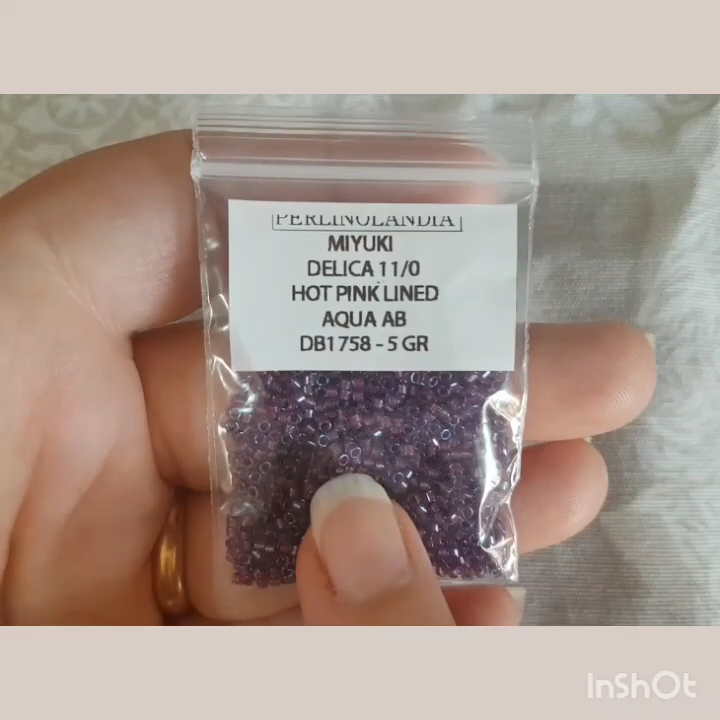 PERLINOLANDIA
MIYUKI
DELICA 11/0
HOT PINK LINED
AQUA AB
DB1758 - 5 GR
InShOt